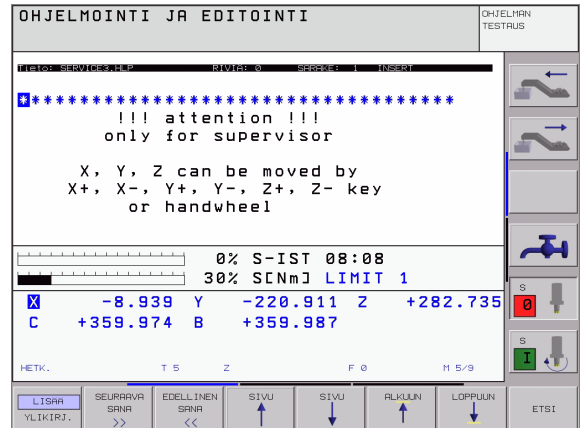 OHJELMOINTI JA EDITOINTI
OHJELMAN
TESTAUS
Tieto: SERVICE3.HLP RIVIÄ: 0 SARAKE: 1 INSERT
************************************
!!! attention !!!
only for supervisor
X, Y, Z can be moved by
X+, X-, Y+, Y-, Z+, Z- key
or handwheel
0% S-IST 08:08
30% S[Nm] LIMIT 1
X -8.939 Y -220.911 Z +282.735
C +359.974 B +359.987
HETK. T 5 Z F 0 M 5/9
S
0
S
I
LISÄÄ
YLIKIRJ.
SEURAAVA
SANA
>>
EDELLINEN
SANA
<<
SIVU
SIVU
ALKUUN
LOPPUUN
ETSI